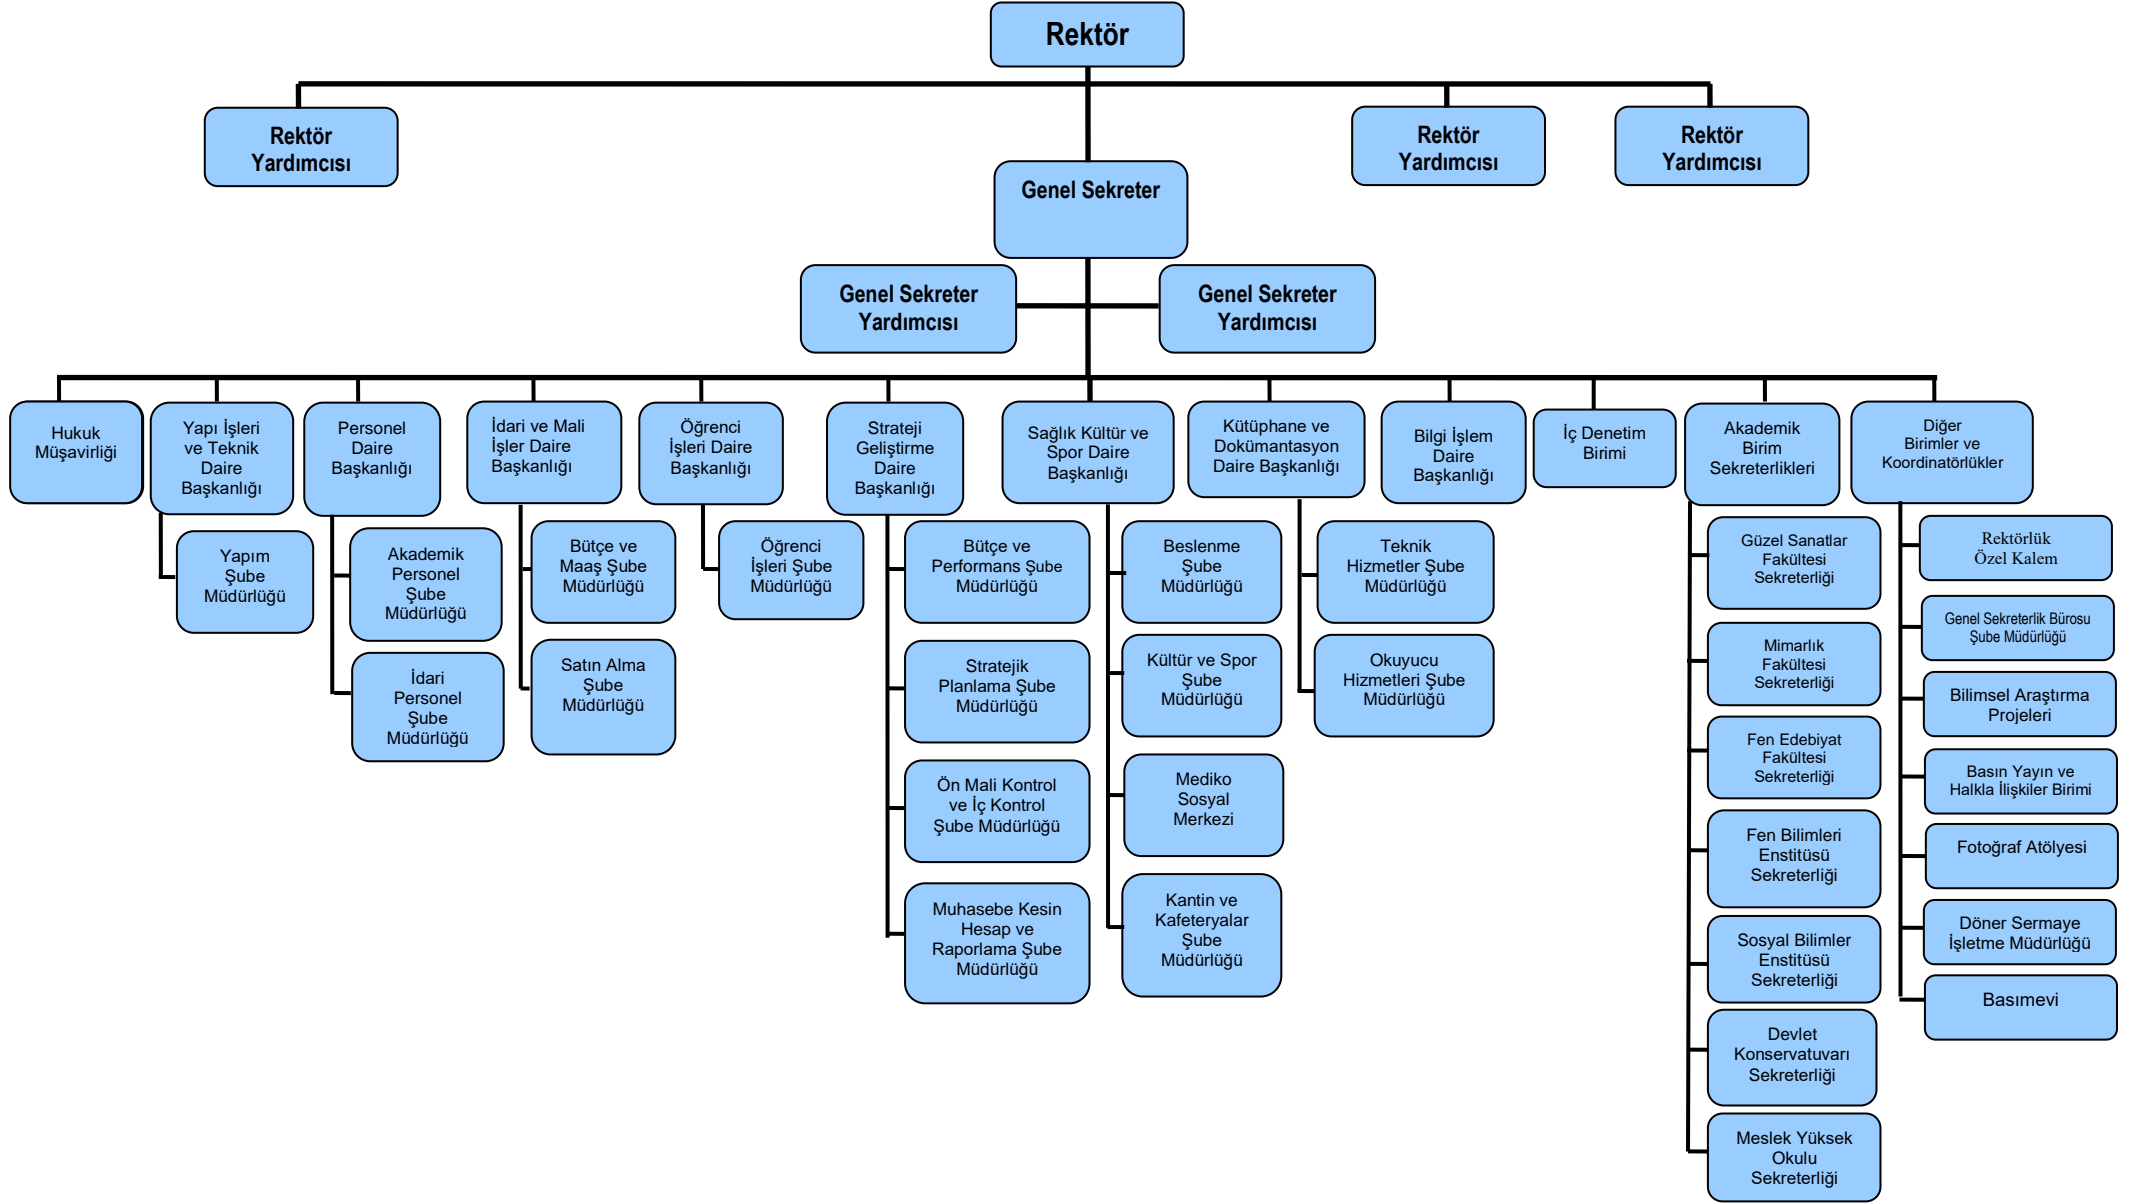 Rektör
Rektör
Yardımcısı
Rektör
Yardımcısı
Rektör
Yardımcısı
Genel Sekreter
Genel Sekreter
Yardımcısı
Genel Sekreter
Yardımcısı
Hukuk
Müşavirliği
Yapı İşleri
ve Teknik
Daire
Başkanlığı
Personel
Daire
Başkanlığı
İdari ve Mali
İşler Daire
Başkanlığı
Öğrenci
İşleri Daire
Başkanlığı
Strateji
Geliştirme
Daire
Başkanlığı
Sağlık Kültür ve
Spor Daire
Başkanlığı
Kütüphane ve
Dokümantasyon
Daire Başkanlığı
Bilgi İşlem
Daire
Başkanlığı
İç Denetim
Birimi
Akademik
Birim
Sekreterlikleri
Diğer
Birimler ve
Koordinatörlükler
Yapım
Şube
Müdürlüğü
Akademik
Personel
Şube
Müdürlüğü
İdari
Personel
Şube
Müdürlüğü
Bütçe ve
Maaş Şube
Müdürlüğü
Satın Alma
Şube
Müdürlüğü
Öğrenci
İşleri Şube
Müdürlüğü
Bütçe ve
Performans Şube
Müdürlüğü
Stratejik
Planlama Şube
Müdürlüğü
Ön Mali Kontrol
ve İç Kontrol
Şube Müdürlüğü
Muhasebe Kesin
Hesap ve
Raporlama Şube
Müdürlüğü
Beslenme
Şube
Müdürlüğü
Kültür ve Spor
Şube
Müdürlüğü
Mediko
Sosyal
Merkezi
Kantin ve
Kafeteryalar
Şube
Müdürlüğü
Teknik
Hizmetler Şube
Müdürlüğü
Okuyucu
Hizmetleri Şube
Müdürlüğü
Güzel Sanatlar
Fakültesi
Sekreterliği
Mimarlık
Fakültesi
Sekreterliği
Fen Edebiyat
Fakültesi
Sekreterliği
Fen Bilimleri
Enstitüsü
Sekreterliği
Sosyal Bilimler
Enstitüsü
Sekreterliği
Devlet
Konservatuvarı
Sekreterliği
Meslek Yüksek
Okulu
Sekreterliği
Rektörlük
Özel Kalem
Genel Sekreterlik Bürosu
Şube Müdürlüğü
Bilimsel Araştırma
Projeleri
Basın Yayın ve
Halkla İlişkiler Birimi
Fotoğraf Atölyesi
Döner Sermaye
İşletme Müdürlüğü
Basımevi